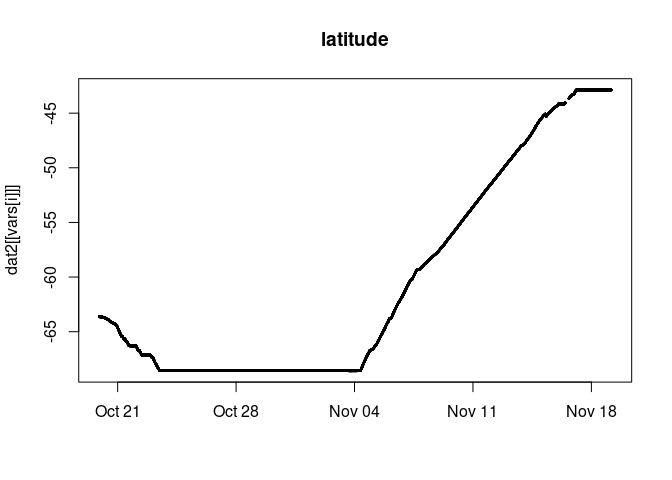 latitude
dat2[[vars[i]]]
-45
-50
-55
-60
-65
Oct 21
Oct 28
Nov 04
Nov 11
Nov 18